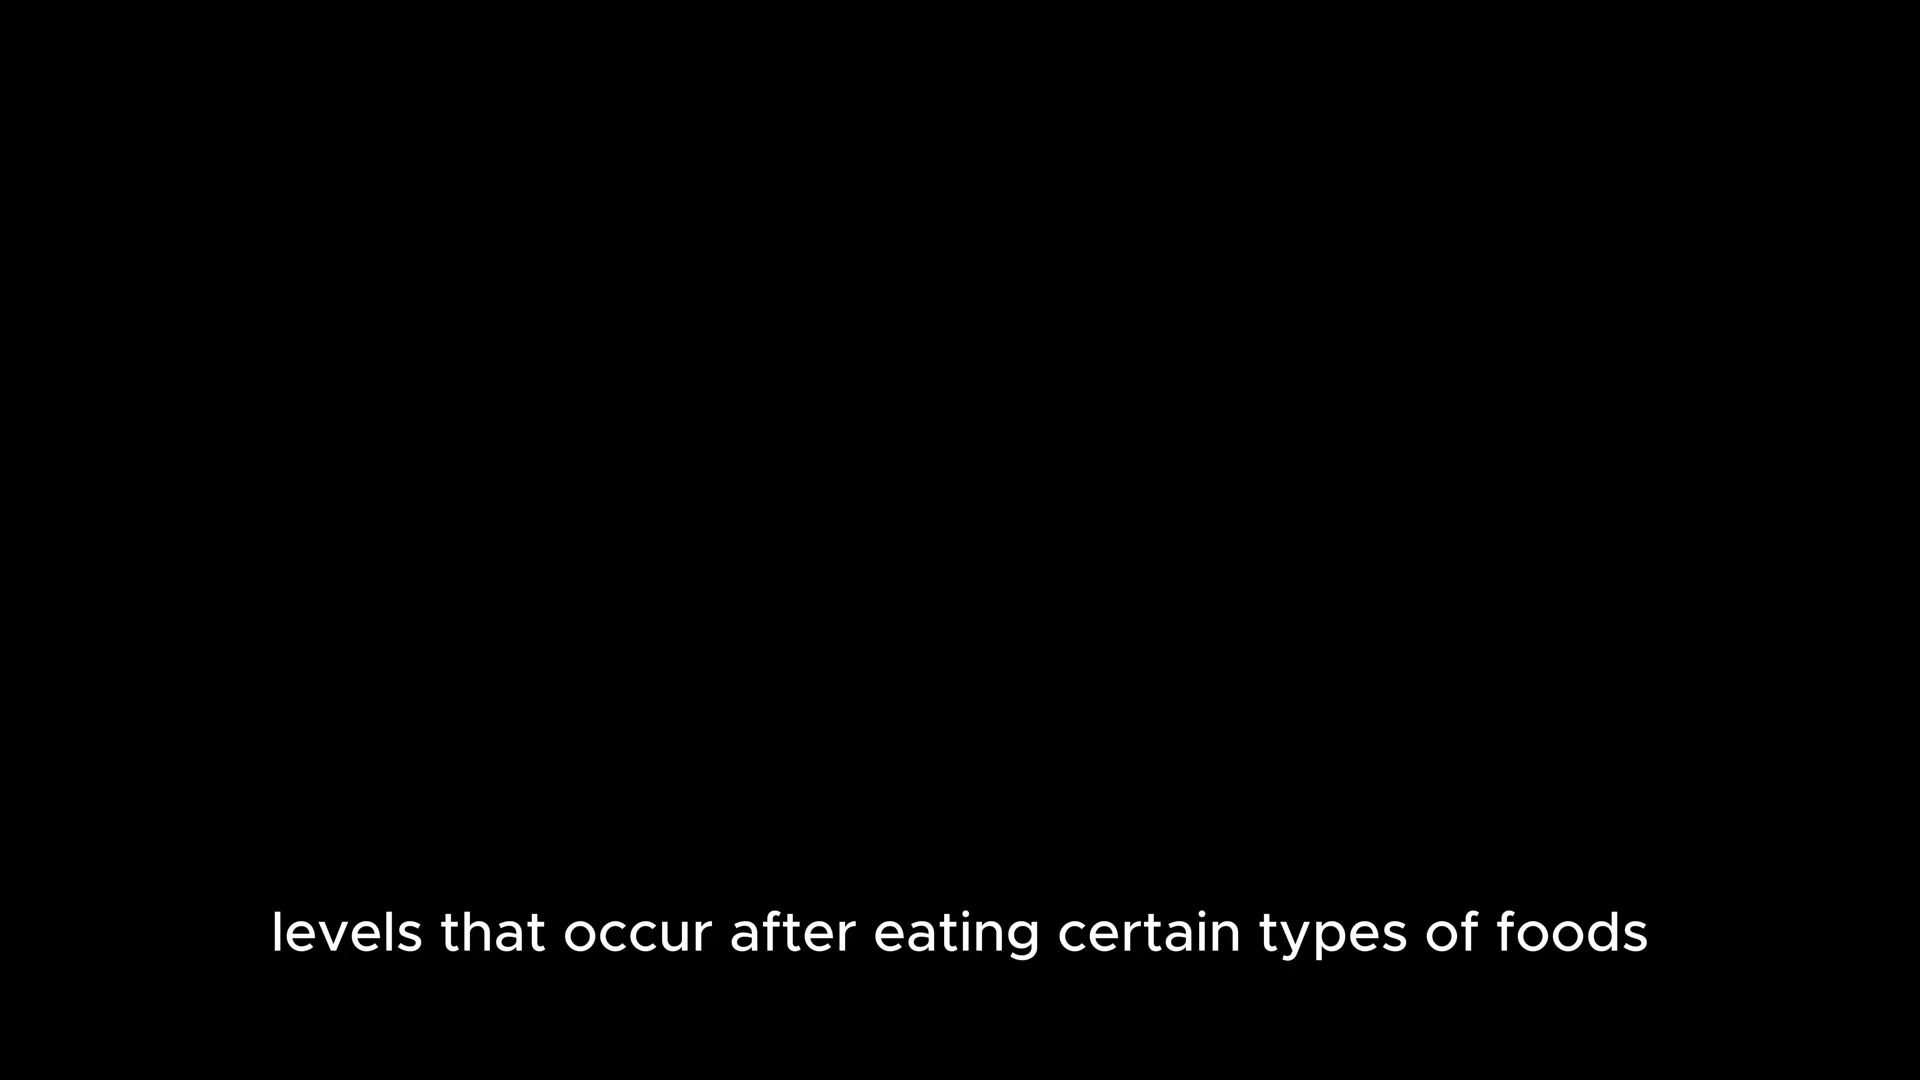 levels that occur after eating certain types of foods